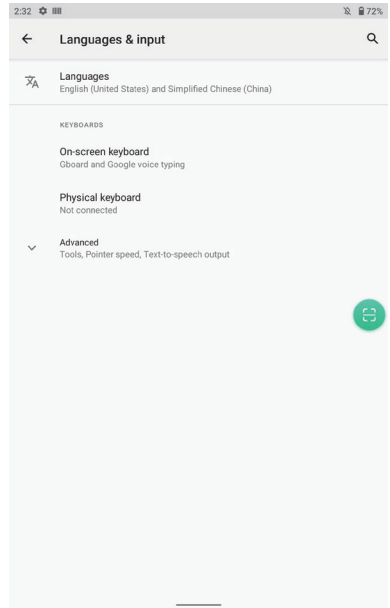 2:32
72%
Languages & input
Languages
English (United States) and Simplified Chinese (China)
KEYBOARDS
On-screen keyboard
Gboard and Google voice typing
Physical keyboard
Not connected
Advanced
Tools, Pointer speed, Text-to-speech output